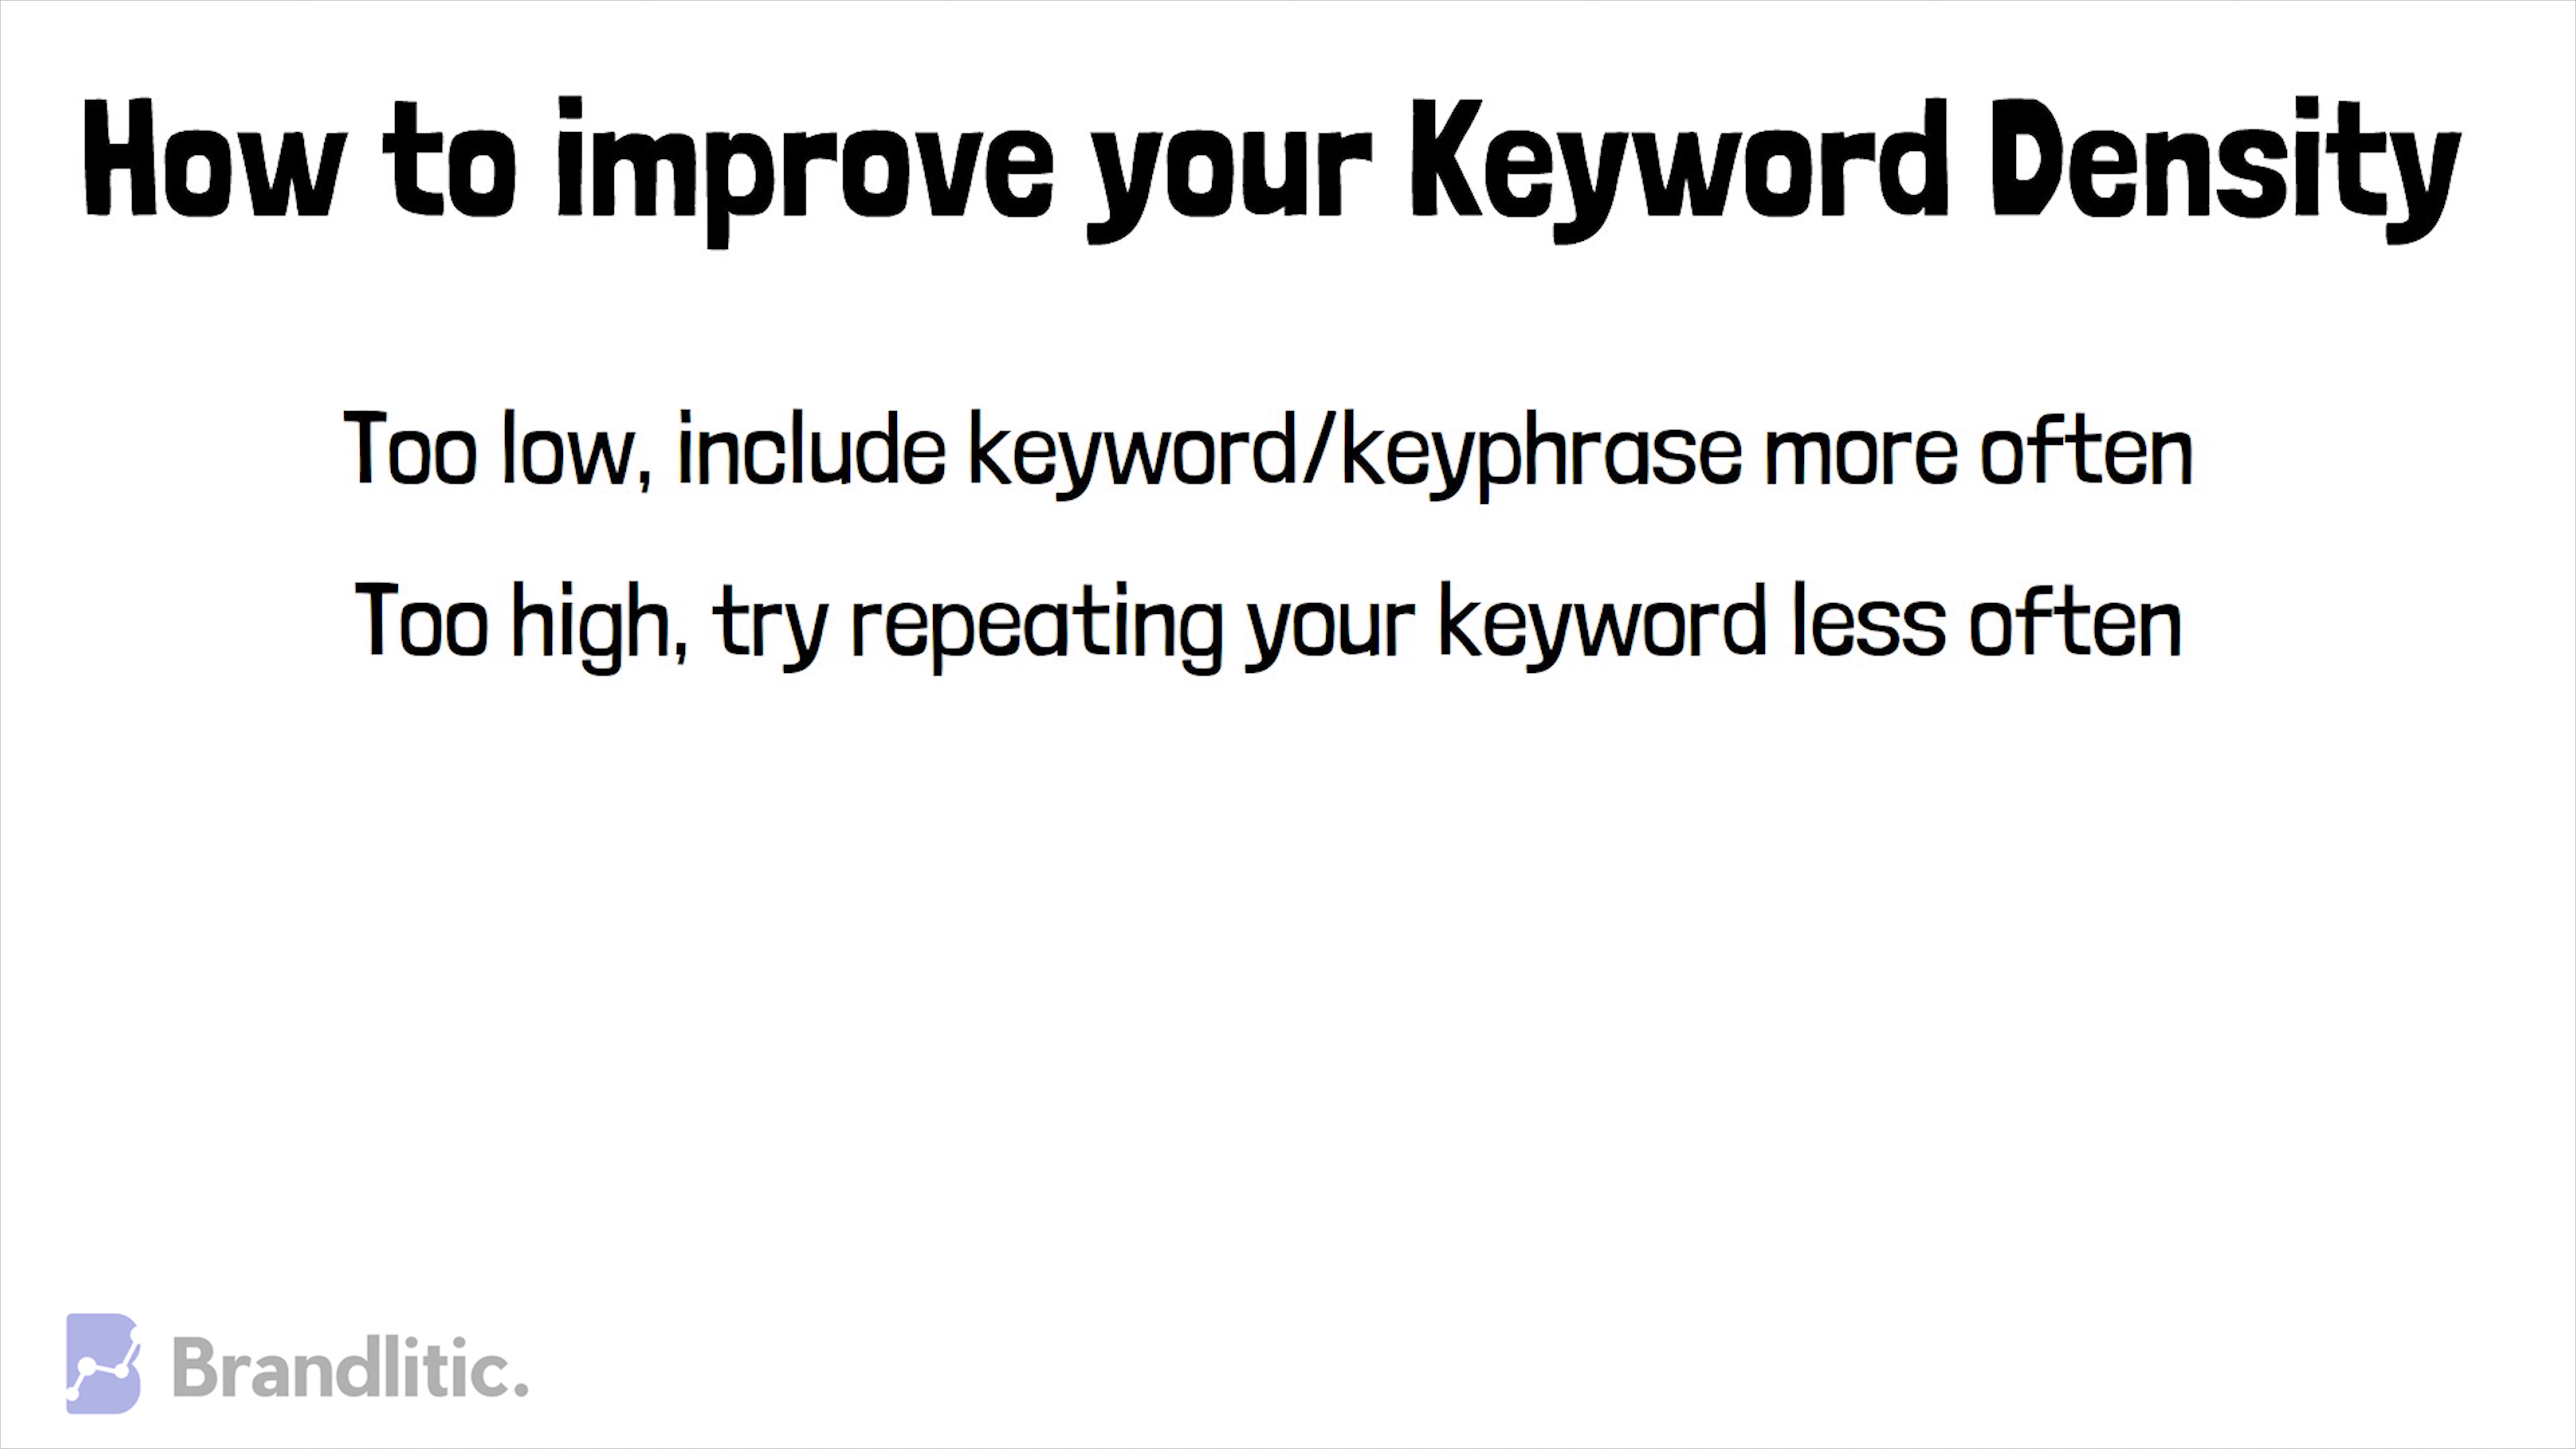 How to improve your Keyword Density
Too low, include keyword/keyphrase more often
Too high, try repeating your keyword less often
Brandlitic.